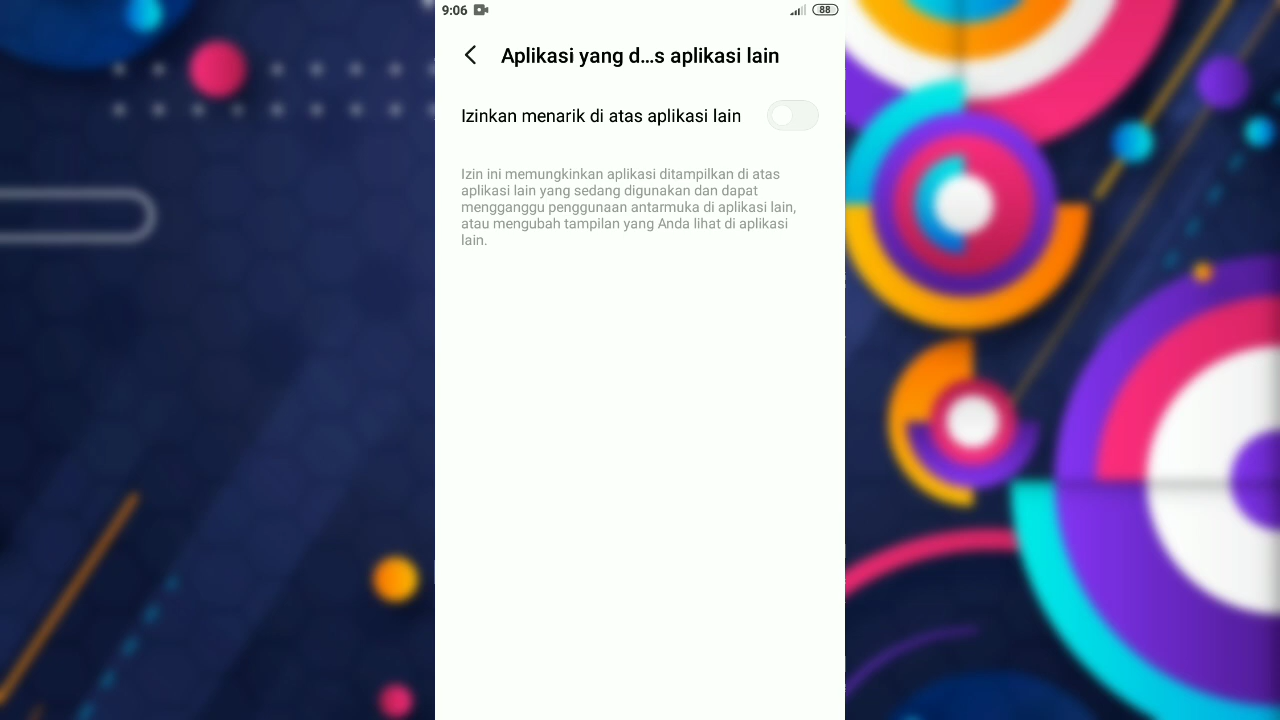 9:06
88
Aplikasi yang d...s aplikasi lain
Izinkan menarik di atas aplikasi lain
Izin ini memungkinkan aplikasi ditampilkan di atas
aplikasi lain yang sedang digunakan dan dapat
mengganggu penggunaan antarmuka di aplikasi lain,
atau mengubah tampilan yang Anda lihat di aplikasi
lain.